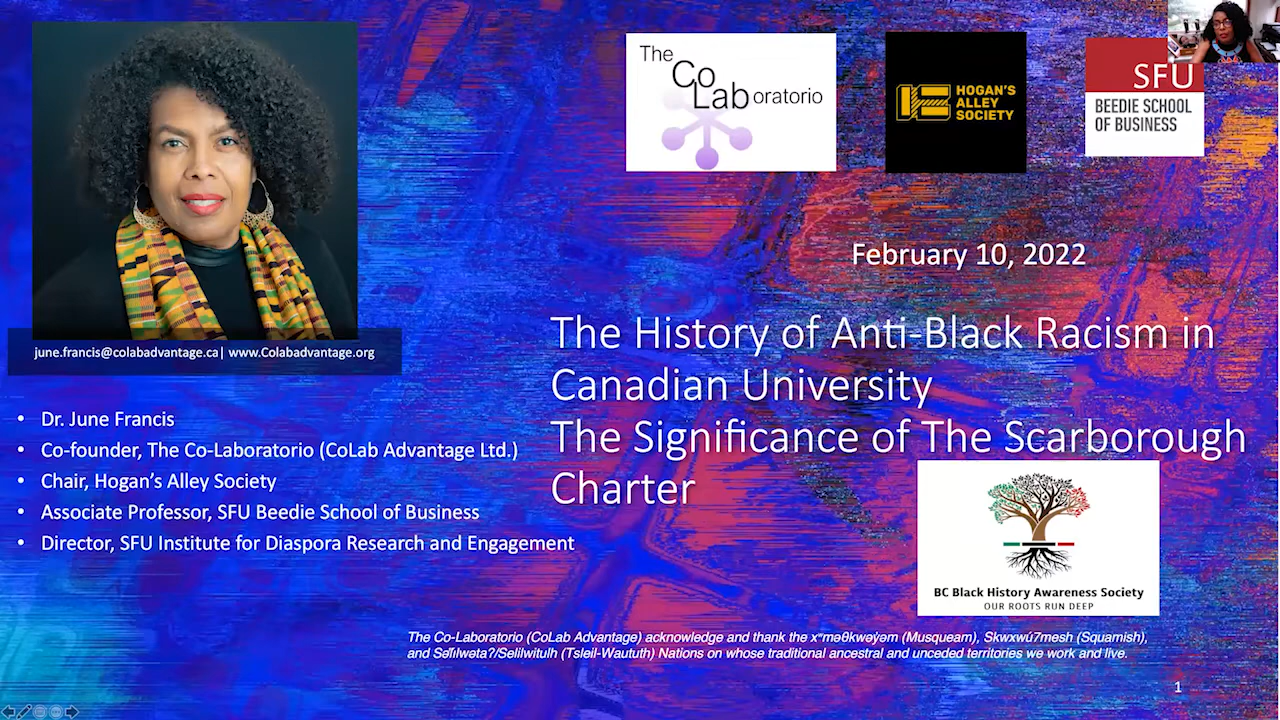 The
Co
Laboratorio
HOGAN'S
ALLEY
SOCIETY
SFU
BEEDIE SCHOOL
OF BUSINESS
February 10, 2022
The History of Anti-Black Racism in
Canadian University
The Significance of The Scarborough
Charter
june.francis@colabadvantage.ca| www.Colabadvantage.org
• Dr. June Francis
• Co-founder, The Co-Laboratorio (CoLab Advantage Ltd.)
• Chair, Hogan's Alley Society
• Associate Professor, SFU Beedie School of Business
• Director, SFU Institute for Diaspora Research and Engagement
BC Black History Awareness Society
OUR ROOTS RUN DEEP
The Co-Laboratorio (CoLab Advantage) acknowledge and thank the xʷməθkwəy̓əm (Musqueam), Skwxwú7mesh (Squamish),
and Səl̓ílwəta?/Selilwitulh (Tsleil-Waututh) Nations on whose traditional ancestral and unceded territories we work and live.
1